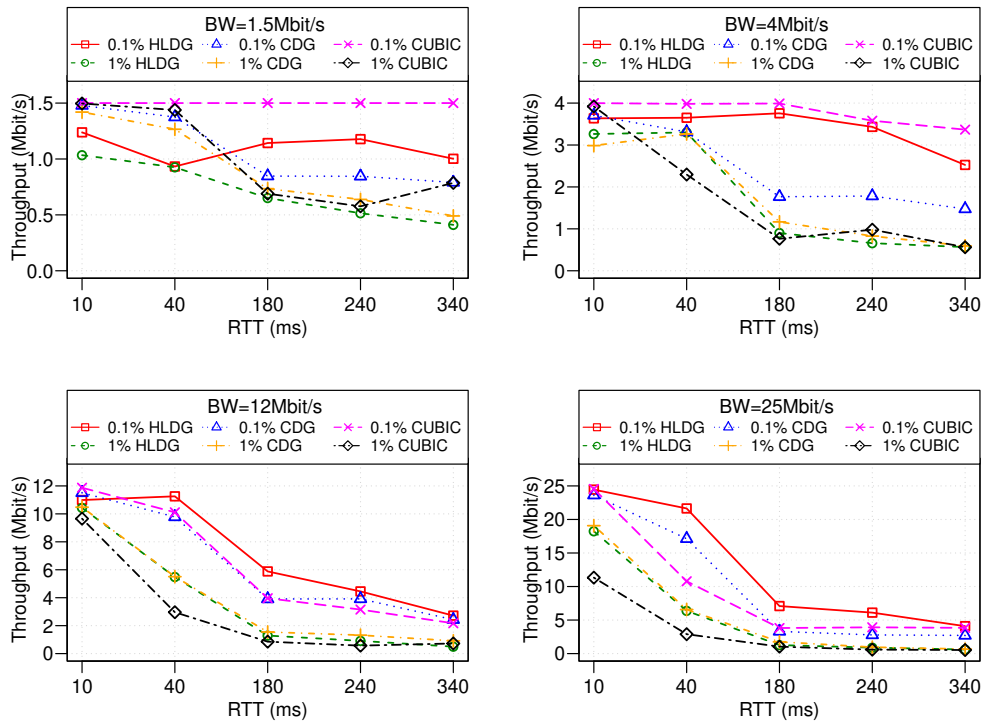 BW=1.5Mbit/s
0.1% HLDG 0.1% CDG 0.1% CUBIC
1% HLDG 1% CDG 1% CUBIC
Throughput (Mbit/s)
1.5
1.0
0.5
0.0
10 40 180 240 340
RTT (ms)
BW=4Mbit/s
0.1% HLDG 0.1% CDG 0.1% CUBIC
1% HLDG 1% CDG 1% CUBIC
Throughput (Mbit/s)
4
3
2
1
0
10 40 180 240 340
RTT (ms)
BW=12Mbit/s
0.1% HLDG 0.1% CDG 0.1% CUBIC
1% HLDG 1% CDG 1% CUBIC
Throughput (Mbit/s)
12
10
8
6
4
2
0
10 40 180 240 340
RTT (ms)
BW=25Mbit/s
0.1% HLDG 0.1% CDG 0.1% CUBIC
1% HLDG 1% CDG 1% CUBIC
Throughput (Mbit/s)
25
20
15
10
5
0
10 40 180 240 340
RTT (ms)